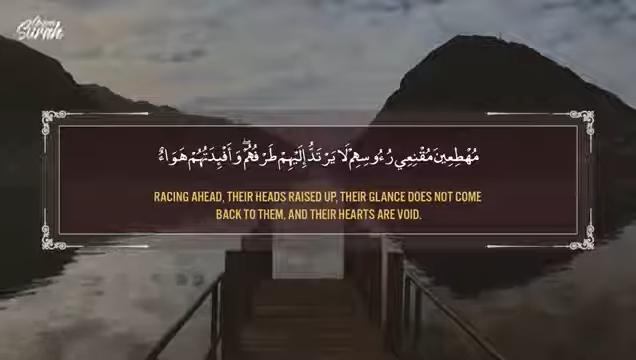 Surah
مُهْطِعِينَ مُقْنِعِي رُءُوسِهِمْ لَا يَرْتَدُّ إِلَيْهِمْ طَرْفُهُمْ ۖ وَأَفْـِٔدَتُهُمْ هَوَآءٌ
RACING AHEAD, THEIR HEADS RAISED UP, THEIR GLANCE DOES NOT COME
BACK TO THEM, AND THEIR HEARTS ARE VOID.